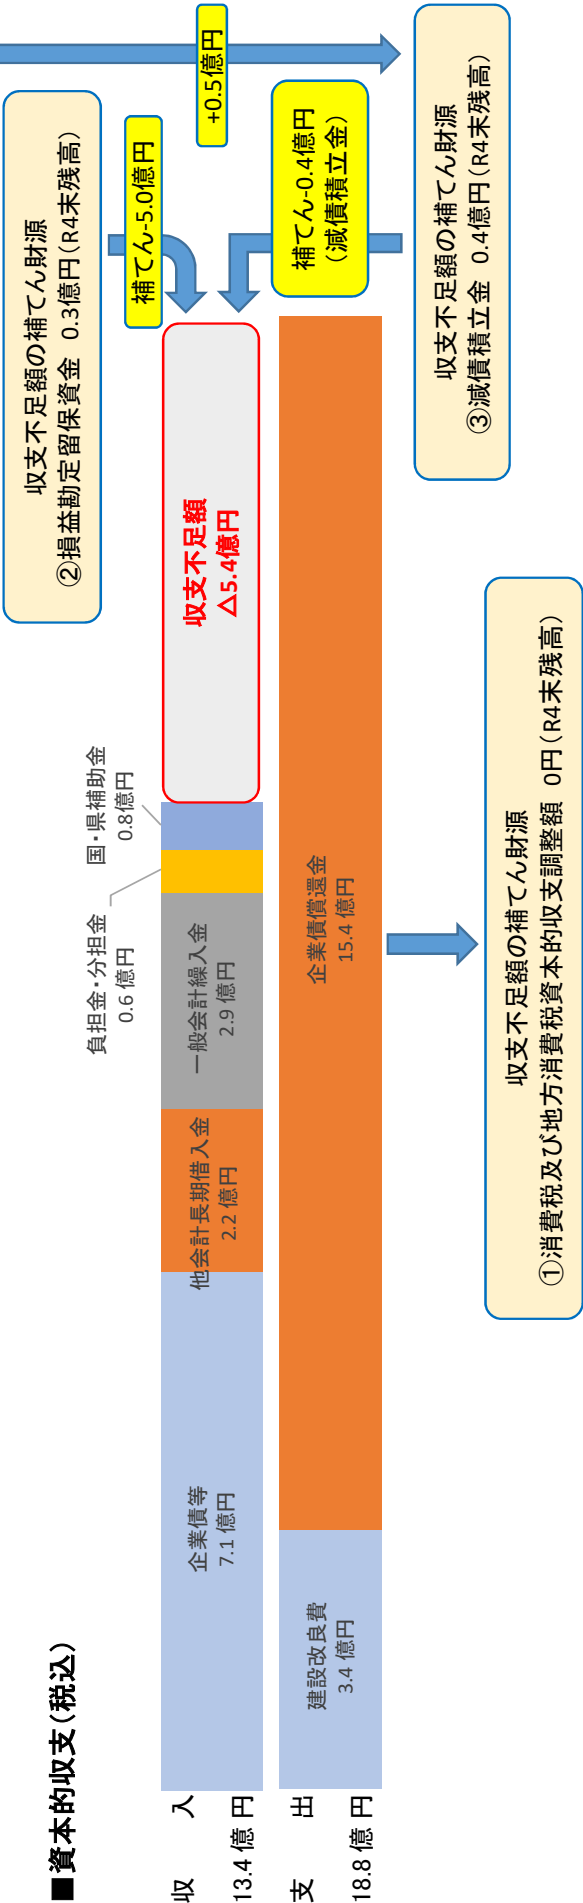 ■資本的収支(税込)
収　入
13.4 億 円
企業債等
7.1 億円
他会計長期借入金
2.2 億円
一般会計繰入金
2.9 億円
負担金・分担金
0.6 億円
国・県補助金
0.8億円
収支不足額
△5.4億円
支　出
18.8 億 円
建設改良費
3.4 億円
企業債償還金
15.4 億円
収支不足額の補てん財源
②損益勘定留保資金 0.3億円(R4末残高)
補てん-5.0億円
+0.5億円
補てん-0.4億円
(減債積立金)
収支不足額の補てん財源
③減債積立金 0.4億円(R4末残高)
収支不足額の補てん財源
①消費税及び地方消費税資本的収支調整額 0円(R4末残高)